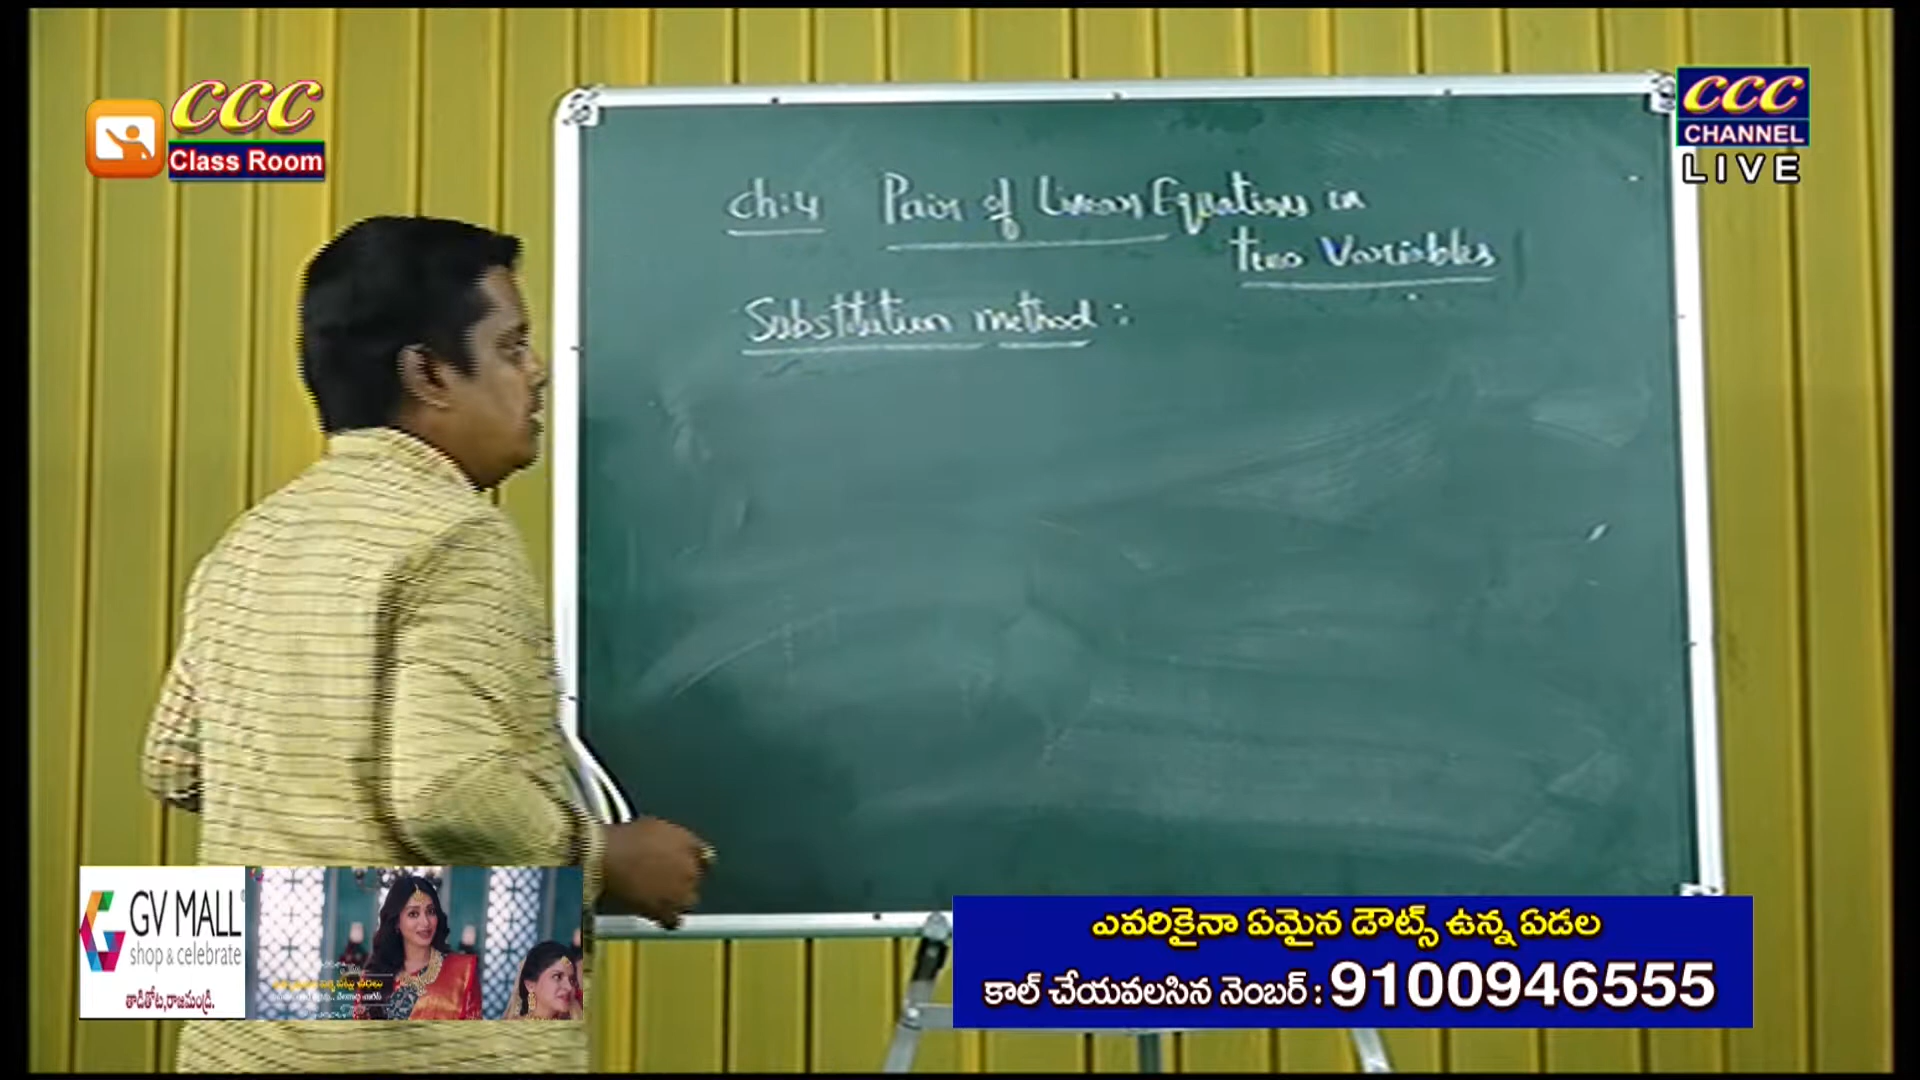 CCC
Class Room
CCC
CHANNEL
LIVE
Ch:4 Pair of Linear Equations in
two Variables
Substitution method :
GV MALL
shop & celebrate
తాడితోట,రాజమండ్రి.
ఎవరికైనా ఏమైన డౌట్స్ ఉన్న ఏడల
కాల్ చేయవలసిన నెంబర్ : 9100946555